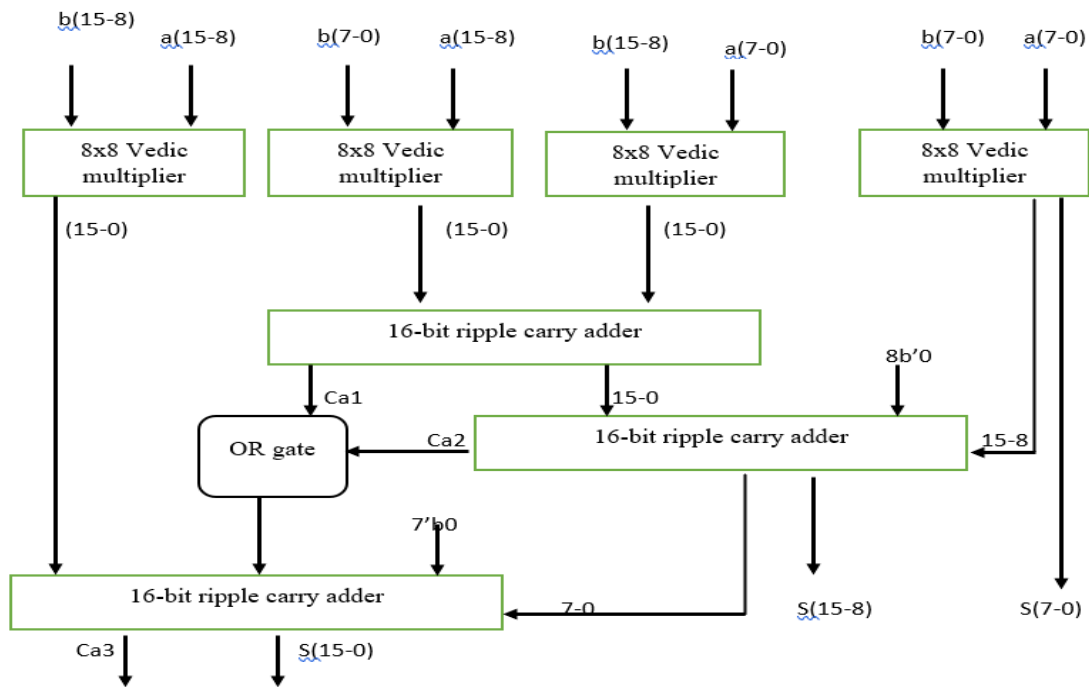 b(15-8)
a(15-8)
b(7-0)
a(15-8)
b(15-8)
a(7-0)
b(7-0)
a(7-0)
8x8 Vedic
multiplier
8x8 Vedic
multiplier
8x8 Vedic
multiplier
8x8 Vedic
multiplier
(15-0)
(15-0)
(15-0)
16-bit ripple carry adder
8b’0
Ca1
15-0
OR gate
Ca2
16-bit ripple carry adder
15-8
7’b0
16-bit ripple carry adder
7-0
S(15-8)
S(7-0)
Ca3
S(15-0)